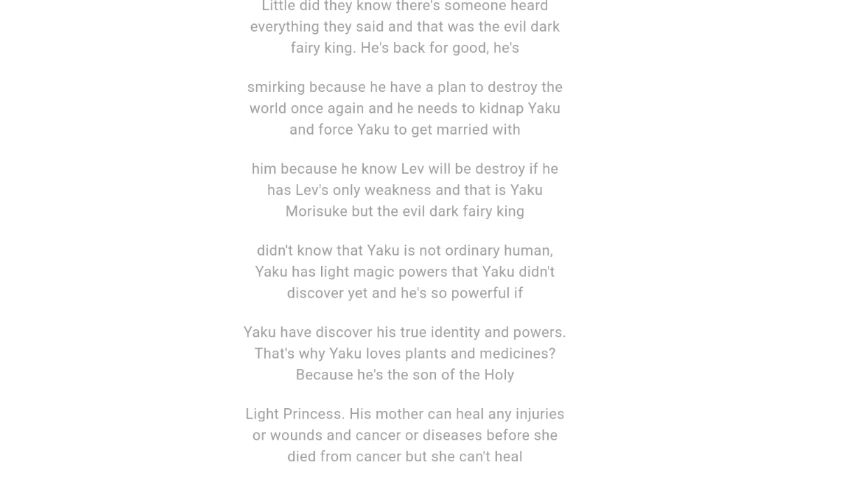 Little did they know there's someone heard
everything they said and that was the evil dark
fairy king. He's back for good, he's
smirking because he have a plan to destroy the
world once again and he needs to kidnap Yaku
and force Yaku to get married with
him because he know Lev will be destroy if he
has Lev's only weakness and that is Yaku
Morisuke but the evil dark fairy king
didn't know that Yaku is not ordinary human,
Yaku has light magic powers that Yaku didn't
discover yet and he's so powerful if
Yaku have discover his true identity and powers.
That's why Yaku loves plants and medicines?
Because he's the son of the Holy
Light Princess. His mother can heal any injuries
or wounds and cancer or diseases before she
died from cancer but she can't heal